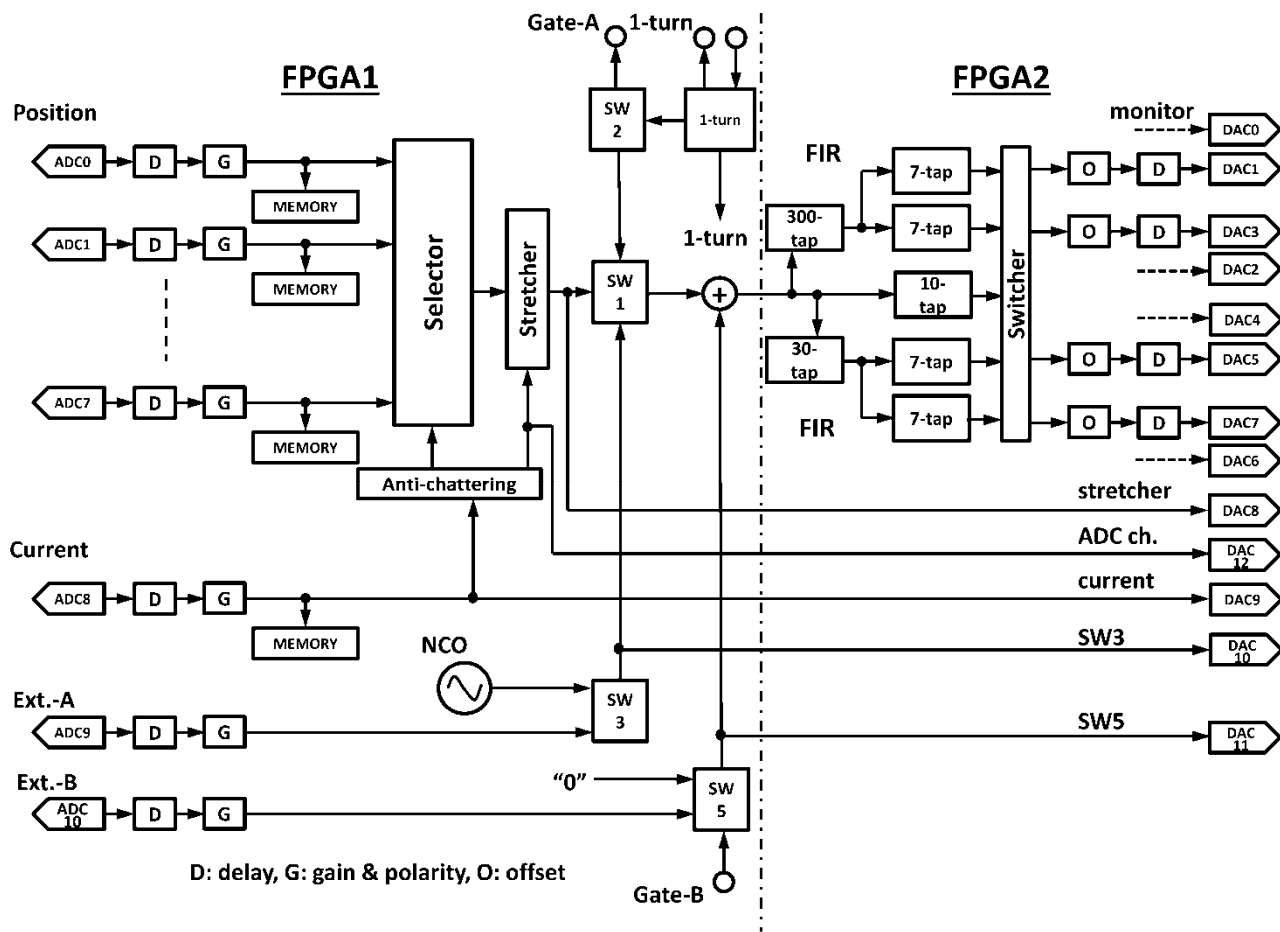 Gate-A 1-turn
FPGA1
FPGA2
Position
monitor
SW
2
1-turn
DAC0
ADC0 D G
FIR
7-tap
O D DAC1
MEMORY
300-
tap
7-tap
O D DAC3
ADC1 D G
1-turn
MEMORY
Selector
Stretcher
SW
1
+
10-
tap
Switcher
DAC2
DAC4
30-
tap
7-tap
O D DAC5
ADC7 D G
FIR
7-tap
O D DAC7
MEMORY
DAC6
Anti-chattering
stretcher
DAC8
Current
ADC ch.
DAC
12
ADC8 D G
current
DAC9
MEMORY
NCO
SW3
DAC
10
Ext.-A
SW
3
ADC9 D G
SW5
DAC
11
Ext.-B
“0”
SW
5
ADC
10
D G
D: delay, G: gain & polarity, O: offset
Gate-B